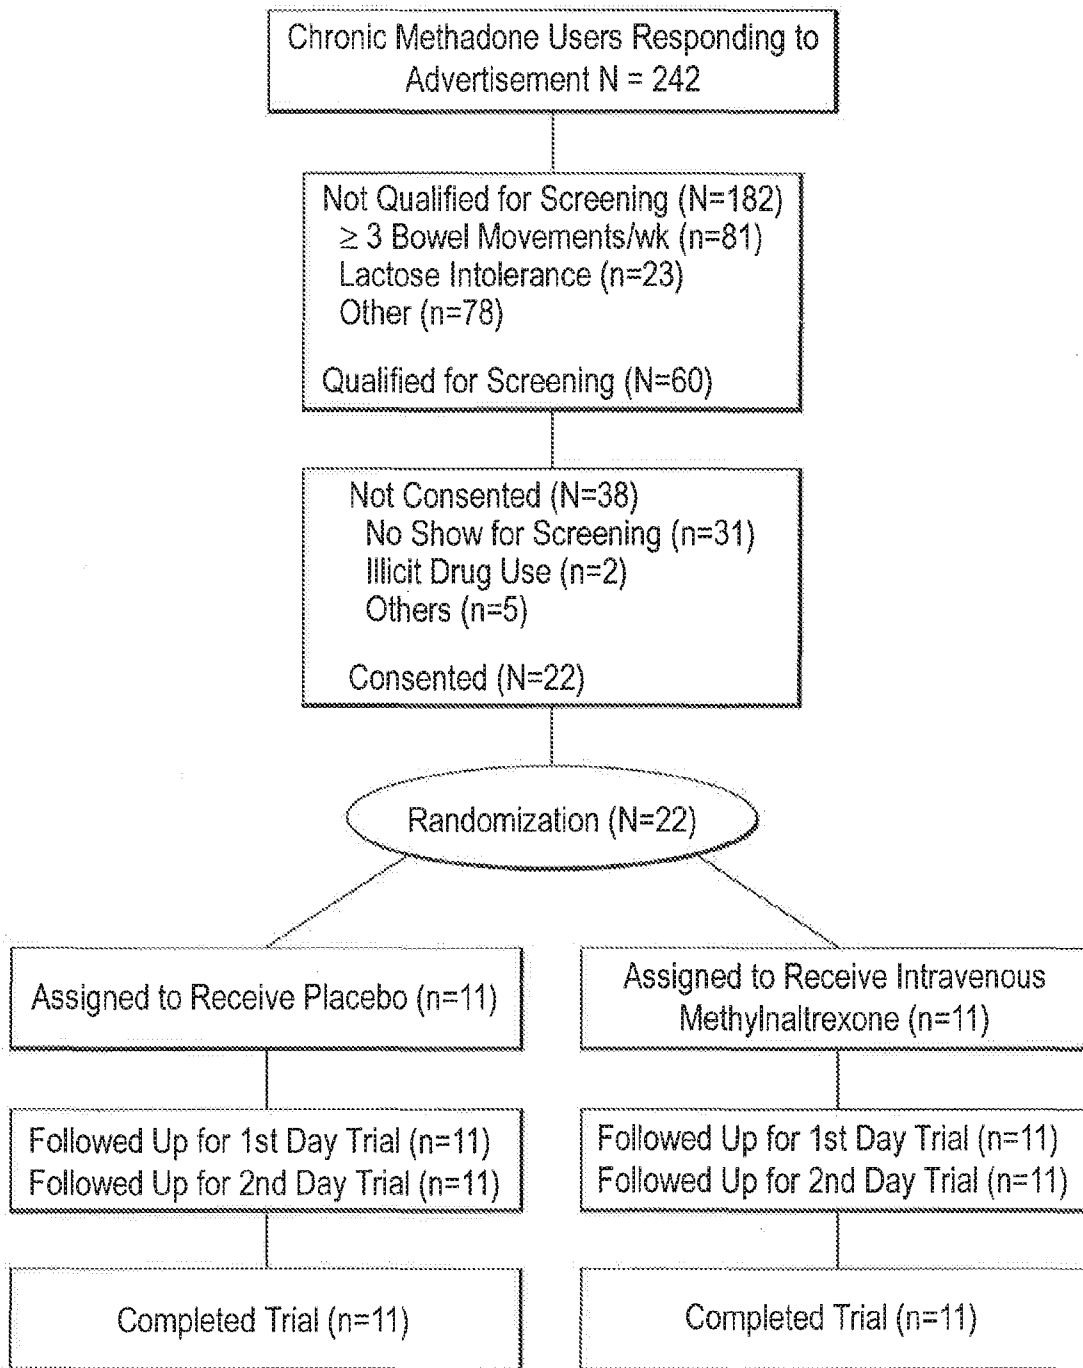 Chronic Methadone Users Responding to
Advertisement N = 242
Not Qualified for Screening (N=182)
≥ 3 Bowel Movements/wk (n=81)
Lactose Intolerance (n=23)
Other (n=78)
Qualified for Screening (N=60)
Not Consented (N=38)
No Show for Screening (n=31)
Illicit Drug Use (n=2)
Others (n=5)
Consented (N=22)
Randomization (N=22)
Assigned to Receive Placebo (n=11)
Assigned to Receive Intravenous
Methylnaltrexone (n=11)
Followed Up for 1st Day Trial (n=11)
Followed Up for 2nd Day Trial (n=11)
Followed Up for 1st Day Trial (n=11)
Followed Up for 2nd Day Trial (n=11)
Completed Trial (n=11)
Completed Trial (n=11)